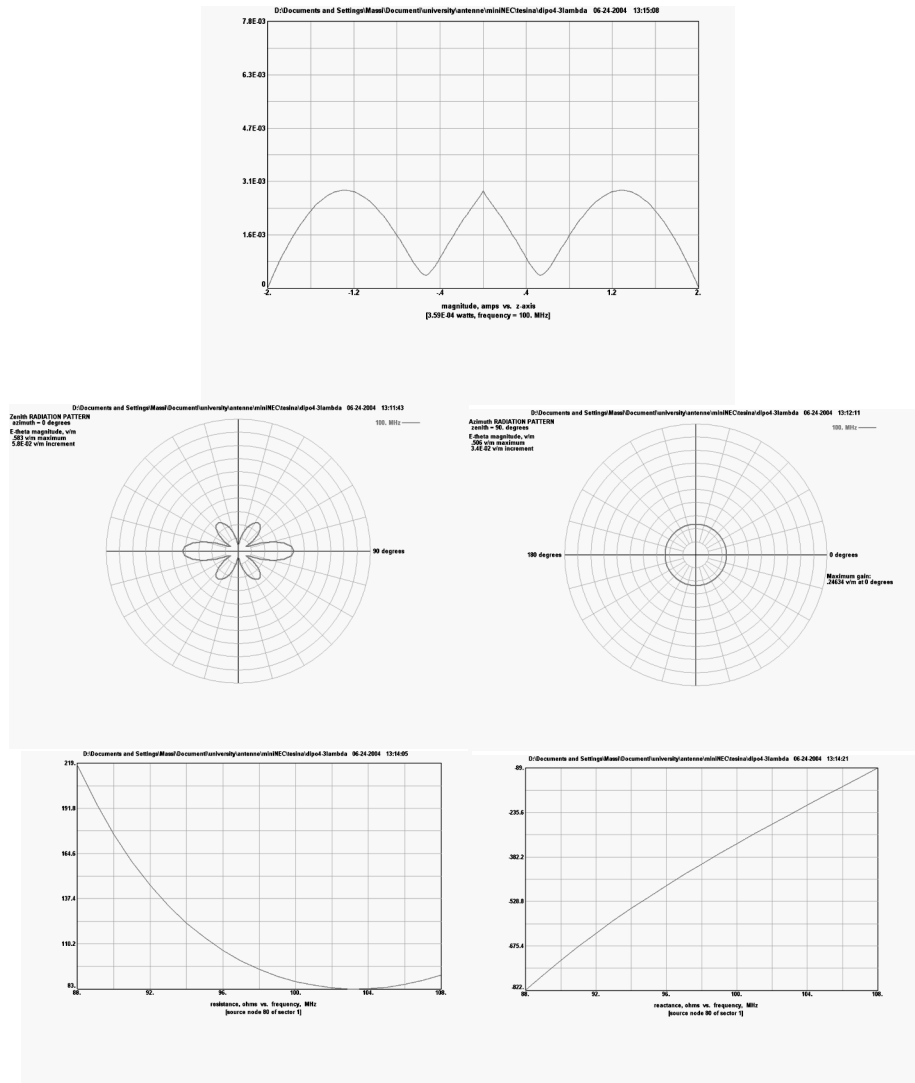 D:\Documents and Settings\Massi\Documenti\university\antenne\miniNEC\tesina\dipo4-3lambda 06-24-2004 13:15:08
7.8E-03
6.3E-03
4.7E-03
3.1E-03
1.6E-03
0
-2. -1.2 -.4 .4 1.2 2.
magnitude, amps vs. z-axis
[3.59E-04 watts, frequency = 100. MHz]
D:\Documents and Settings\Massi\Documenti\university\antenne\miniNEC\tesina\dipo4-3lambda 06-24-2004 13:11:43
Zenith RADIATION PATTERN
azimuth = 0 degrees
E-theta magnitude, v/m
.583 v/m maximum
5.8E-02 v/m increment
100. MHz
90 degrees
D:\Documents and Settings\Massi\Documenti\university\antenne\miniNEC\tesina\dipo4-3lambda 06-24-2004 13:12:11
Azimuth RADIATION PATTERN
zenith = 90. degrees
E-theta magnitude, v/m
.506 v/m maximum
3.4E-02 v/m increment
100. MHz
180 degrees
0 degrees
Maximum gain:
.24634 v/m at 0 degrees
D:\Documents and Settings\Massi\Documenti\university\antenne\miniNEC\tesina\dipo4-3lambda 06-24-2004 13:14:05
219.
191.8
164.6
137.4
110.2
83.
88. 92. 96. 100. 104. 108.
resistance, ohms vs. frequency, MHz
[source node 80 of sector 1]
D:\Documents and Settings\Massi\Documenti\university\antenne\miniNEC\tesina\dipo4-3lambda 06-24-2004 13:14:21
-89.
-235.6
-382.2
-528.8
-675.4
-822.
88. 92. 96. 100. 104. 108.
reactance, ohms vs. frequency, MHz
[source node 80 of sector 1]